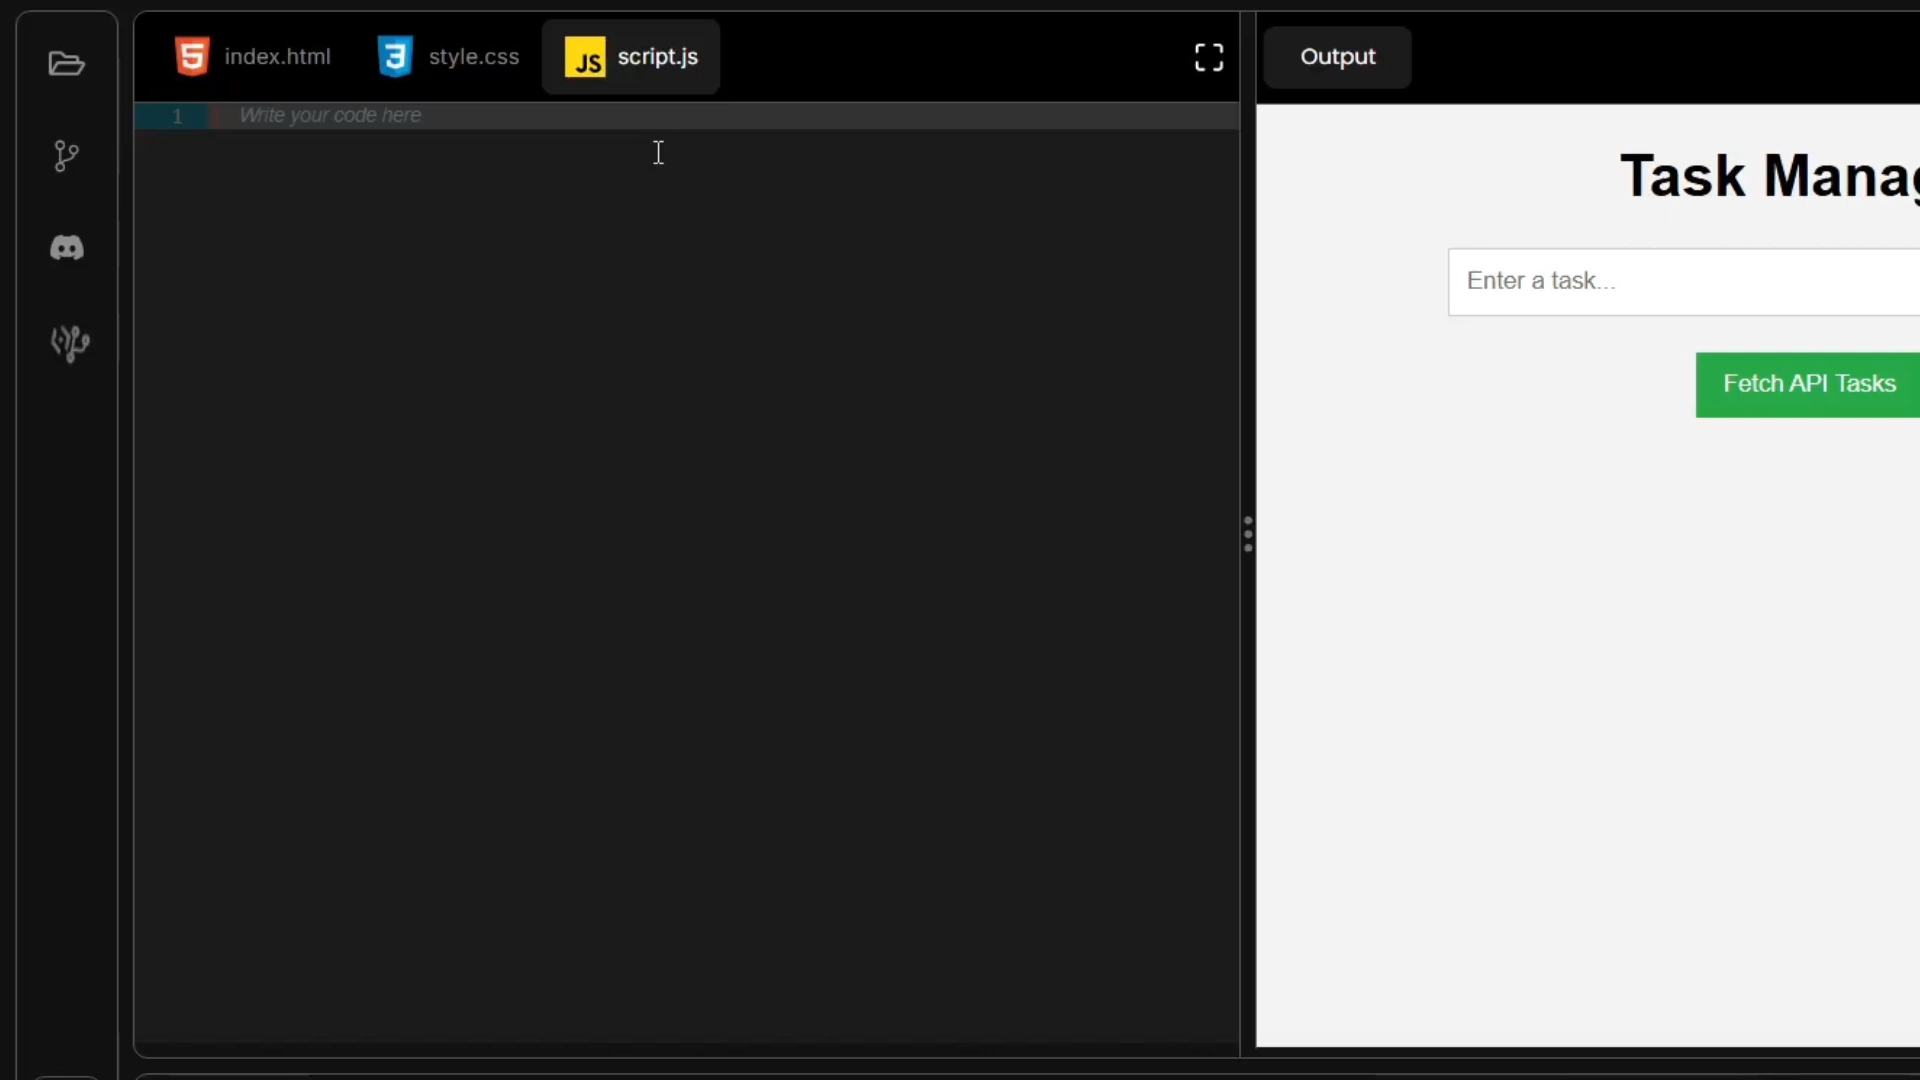 index.html
style.css
JS script.js
Output
1 Write your code here
Task Manag
Enter a task...
Fetch API Tasks